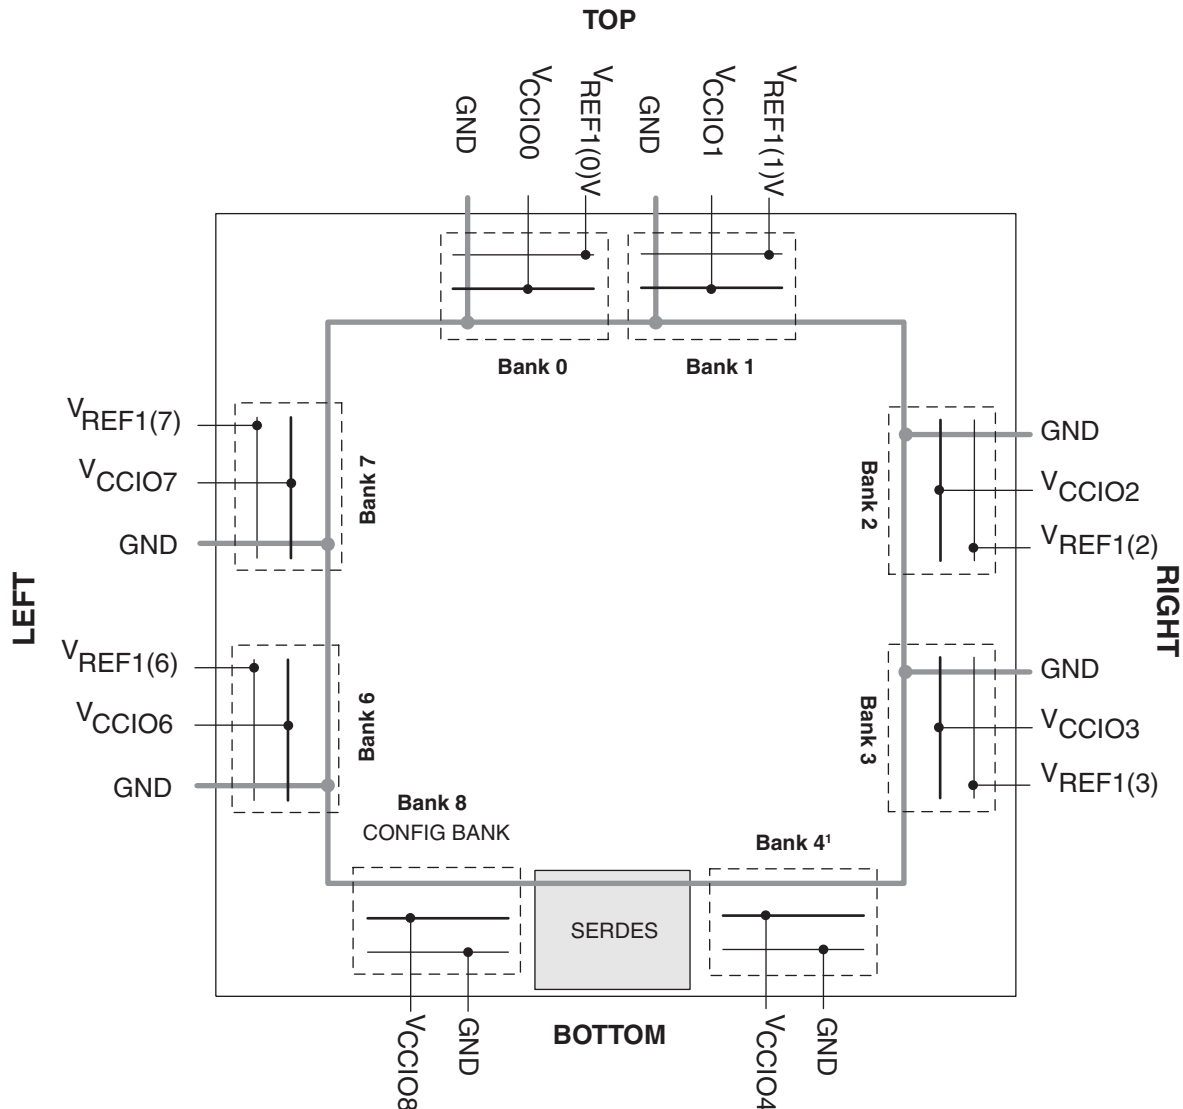 TOP
GND
VCCIO0
VREF1(0)V
GND
VCCIO1
VREF1(1)V
Bank 0
Bank 1
VREF1(7)
VCCIO7
GND
Bank 7
Bank 2
GND
VCCIO2
VREF1(2)
LEFT
RIGHT
VREF1(6)
VCCIO6
GND
Bank 6
Bank 3
GND
VCCIO3
VREF1(3)
Bank 8
CONFIG BANK
Bank 4¹
SERDES
VCCIO8
GND
BOTTOM
VCCIO4
GND